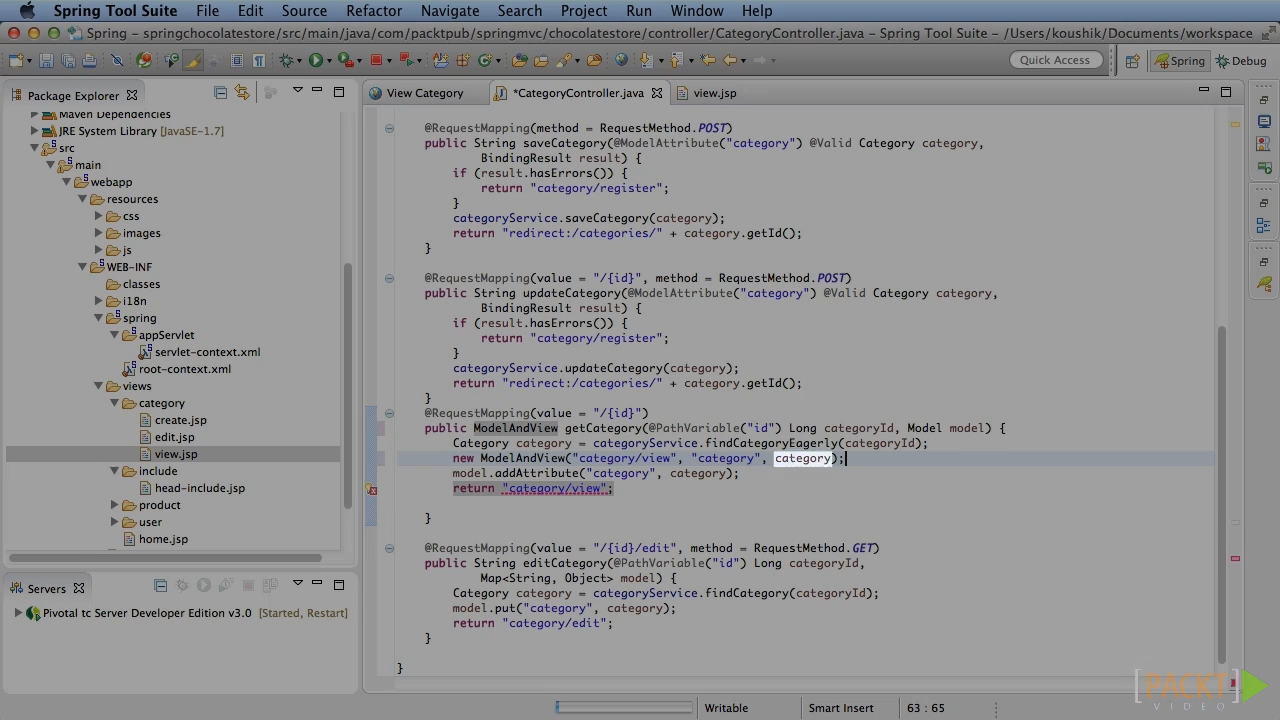 Spring Tool Suite File Edit Source Refactor Navigate Search Project Run Window Help
Spring – springchocolatestore/src/main/java/com/packtpub/springmvc/chocolatestore/controller/CategoryController.java – Spring Tool Suite – /Users/koushik/Documents/workspace
Quick Access Spring Debug
Package Explorer
Maven Dependencies
JRE System Library [JavaSE-1.7]
src
main
webapp
resources
css
images
js
WEB-INF
classes
i18n
spring
appServlet
servlet-context.xml
root-context.xml
views
category
create.jsp
edit.jsp
view.jsp
include
head-include.jsp
product
user
home.jsp
Servers
Pivotal tc Server Developer Edition v3.0 [Started, Restart]
View Category *CategoryController.java view.jsp
@RequestMapping(method = RequestMethod.POST)
public String saveCategory(@ModelAttribute("category") @Valid Category category,
BindingResult result) {
if (result.hasErrors()) {
return "category/register";
}
categoryService.saveCategory(category);
return "redirect:/categories/" + category.getId();
}
@RequestMapping(value = "/{id}", method = RequestMethod.POST)
public String updateCategory(@ModelAttribute("category") @Valid Category category,
BindingResult result) {
if (result.hasErrors()) {
return "category/register";
}
categoryService.updateCategory(category);
return "redirect:/categories/" + category.getId();
}
@RequestMapping(value = "/{id}")
public ModelAndView getCategory(@PathVariable("id") Long categoryId, Model model) {
Category category = categoryService.findCategoryEagerly(categoryId);
new ModelAndView("category/view", "category", category);
model.addAttribute("category", category);
return "category/view";
}
@RequestMapping(value = "/{id}/edit", method = RequestMethod.GET)
public String editCategory(@PathVariable("id") Long categoryId,
Map<String, Object> model) {
Category category = categoryService.findCategory(categoryId);
model.put("category", category);
return "category/edit";
}
}
[PACKT]
VIDEO
Writable Smart Insert 63 : 65